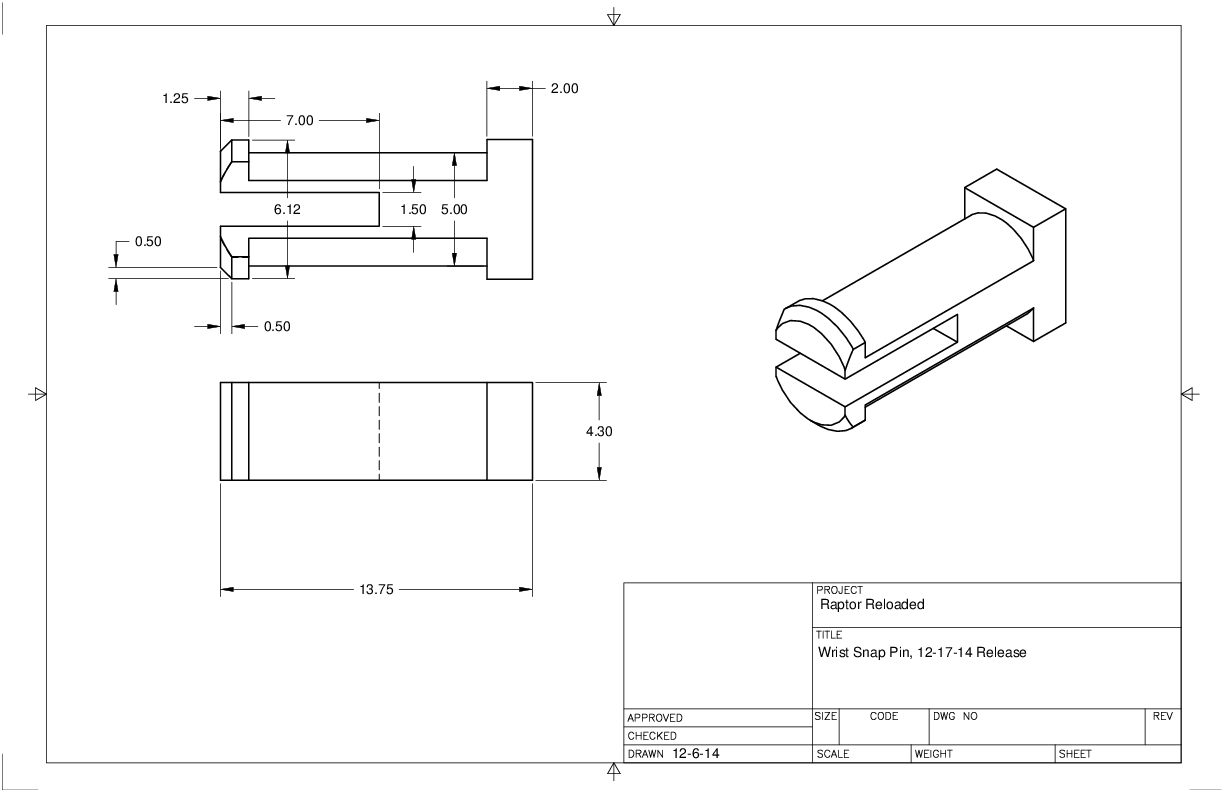 2.00
1.25
7.00
6.12
1.50
5.00
0.50
0.50
4.30
13.75
PROJECT
Raptor Reloaded
TITLE
Wrist Snap Pin, 12-17-14 Release
APPROVED
SIZE
CODE
DWG NO
REV
CHECKED
DRAWN 12-6-14
SCALE
WEIGHT
SHEET